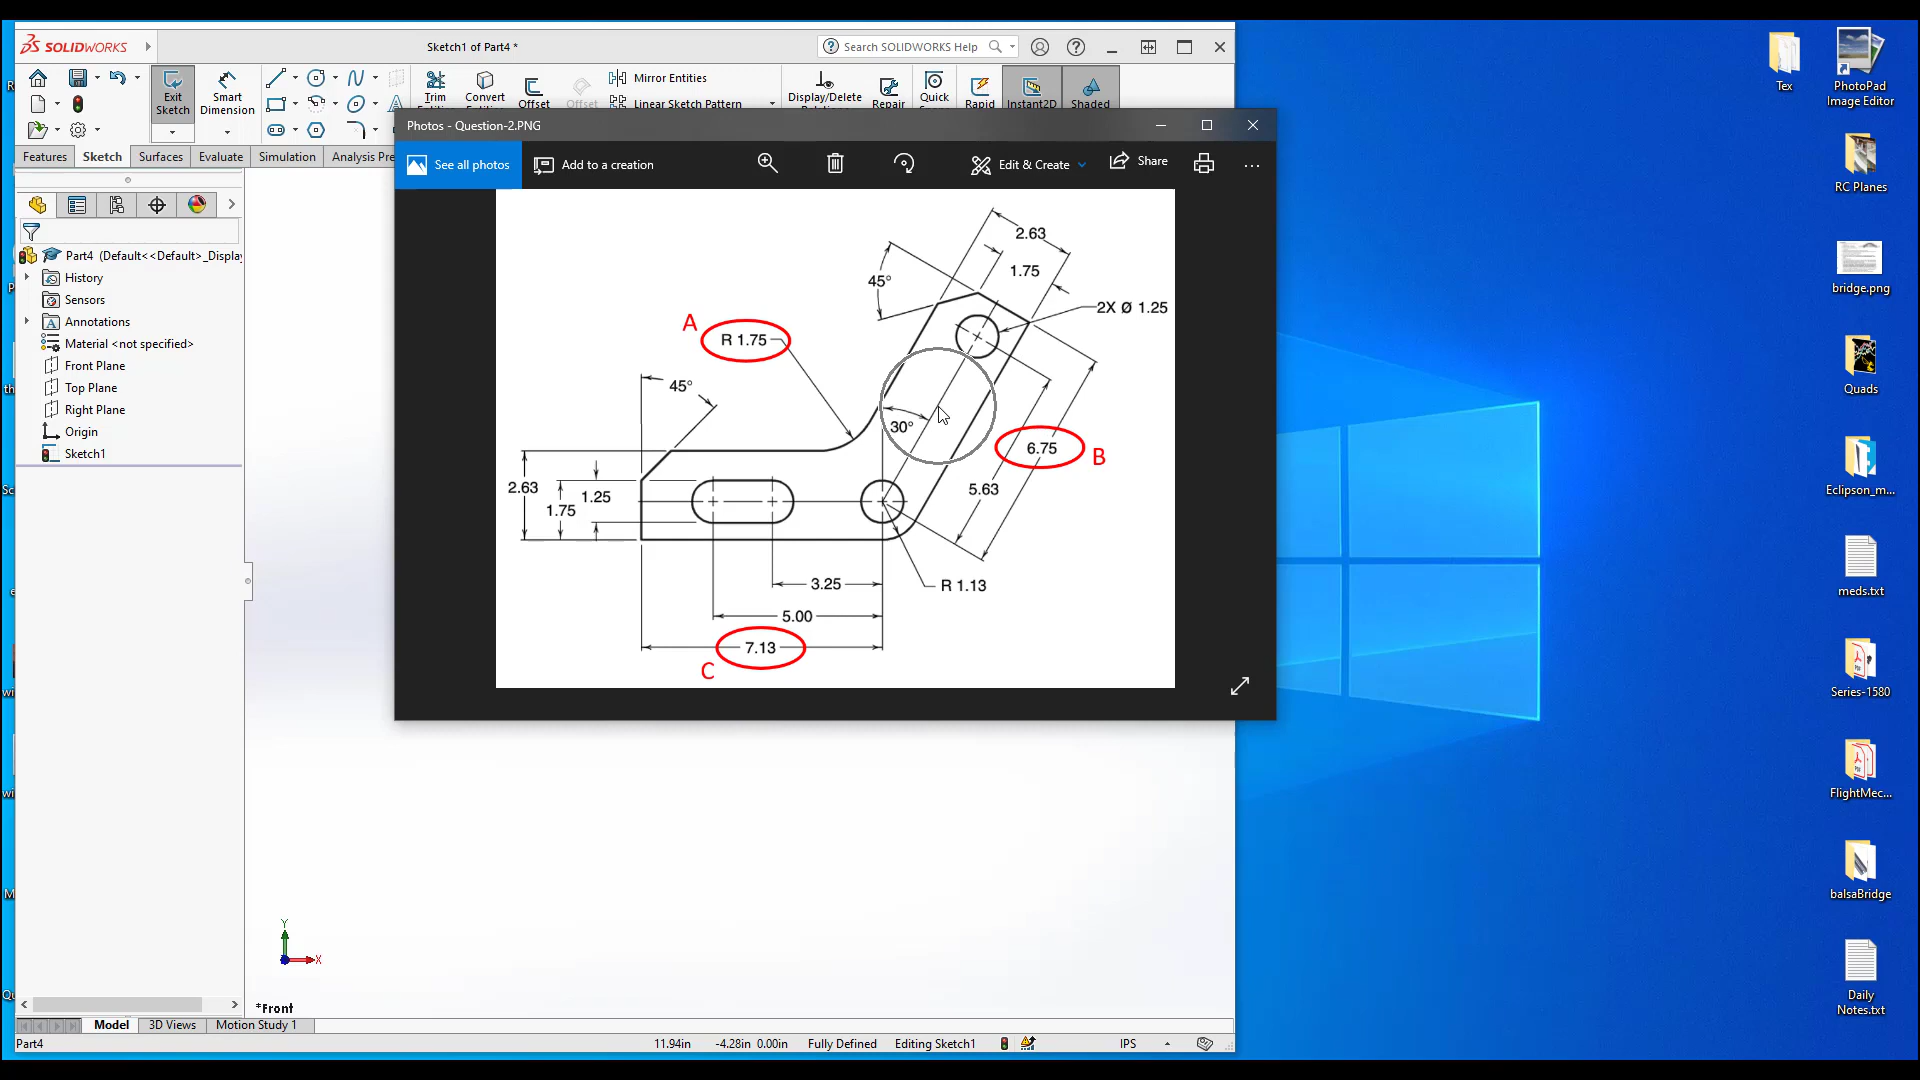 SOLIDWORKS
Sketch1 of Part4 *
Search SOLIDWORKS Help
Exit Sketch
Smart Dimension
Trim
Convert
Offset
Offset
Mirror Entities
Linear Sketch Pattern
Display/Delete
Repair
Quick
Rapid
Instant2D
Shaded
Features
Sketch
Surfaces
Evaluate
Simulation
Analysis Pre
Photos - Question-2.PNG
See all photos
Add to a creation
Edit & Create
Share
Part4 (Default<<Default>_Display
History
Sensors
Annotations
Material <not specified>
Front Plane
Top Plane
Right Plane
Origin
Sketch1
2.63
1.75
45°
2X Ø 1.25
A
R 1.75
45°
30°
6.75
B
5.63
2.63
1.75
1.25
3.25
R 1.13
5.00
7.13
C
Y
X
*Front
Model
3D Views
Motion Study 1
Part4
11.94in
-4.28in 0.00in
Fully Defined
Editing Sketch1
IPS
Tex
PhotoPad
Image Editor
RC Planes
bridge.png
Quads
Eclipson_m...
meds.txt
Series-1580
FlightMec...
balsaBridge
Daily
Notes.txt